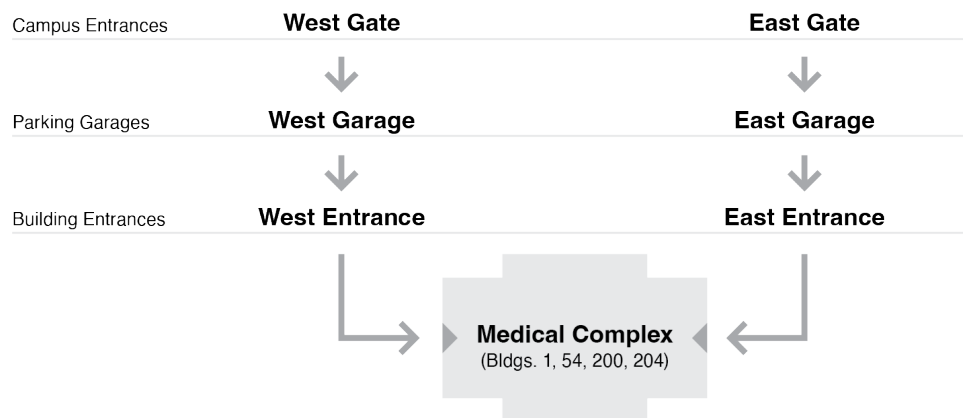 Campus Entrances West Gate East Gate
Parking Garages West Garage East Garage
Building Entrances West Entrance East Entrance
Medical Complex
(Bldgs. 1, 54, 200, 204)